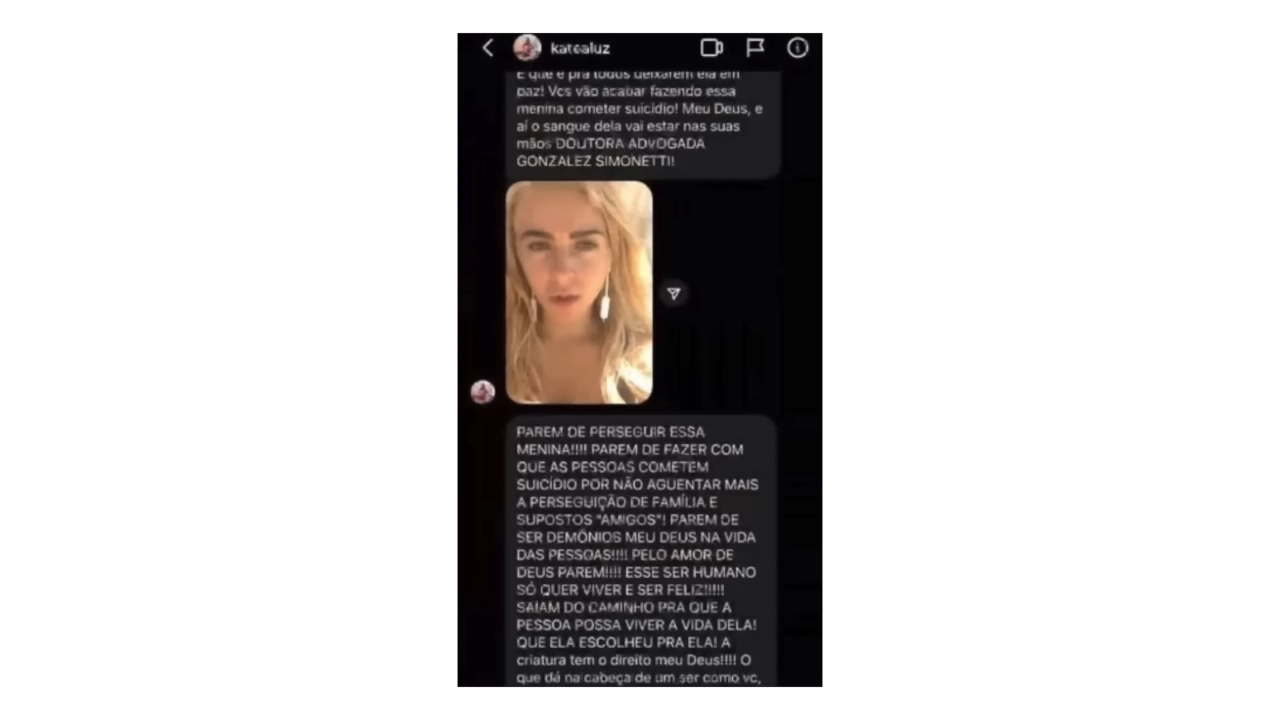 katealuz
E que é pra todos deixarem ela em
paz! Vcs vão acabar fazendo essa
menina cometer suicídio! Meu Deus, e
aí o sangue dela vai estar nas suas
mãos DOUTORA ADVOGADA
GONZALEZ SIMONETTI!
PAREM DE PERSEGUIR ESSA
MENINA!!!! PAREM DE FAZER COM
QUE AS PESSOAS COMETEM
SUICÍDIO POR NÃO AGUENTAR MAIS
A PERSEGUIÇÃO DE FAMÍLIA E
SUPOSTOS "AMIGOS"! PAREM DE
SER DEMÔNIOS MEU DEUS NA VIDA
DAS PESSOAS!!!! PELO AMOR DE
DEUS PAREM!!!! ESSE SER HUMANO
SÓ QUER VIVER E SER FELIZ!!!!!
SAIAM DO CAMINHO PRA QUE A
PESSOA POSSA VIVER A VIDA DELA!
QUE ELA ESCOLHEU PRA ELA! A
criatura tem o direito meu Deus!!!! O
que dá na cabeça de um ser como vc,